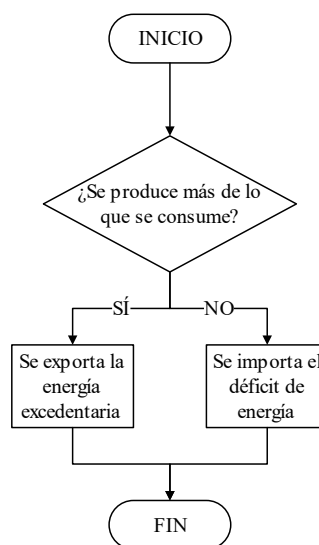 INICIO
¿Se produce más de lo
que se consume?
SÍ
NO
Se exporta la
energía
excedentaria
Se importa el
déficit de
energía
FIN